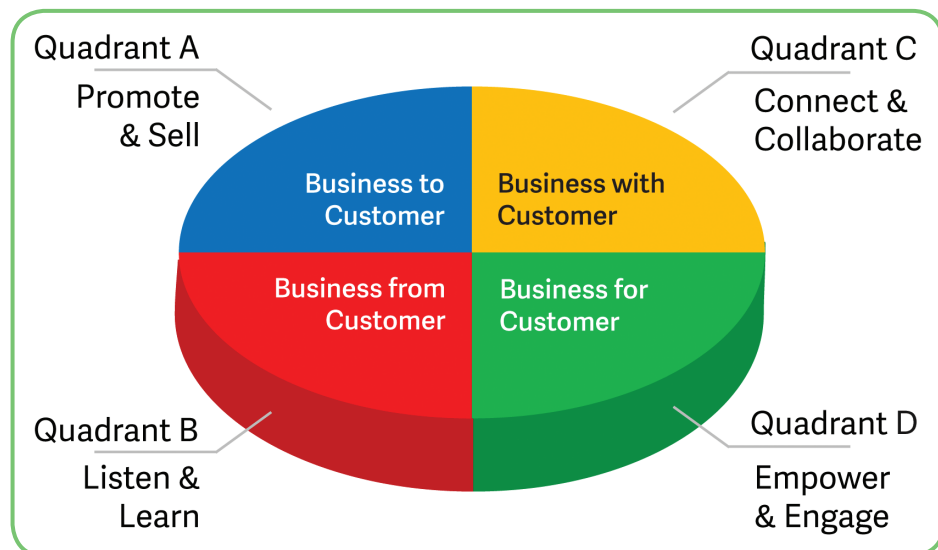 Quadrant A
Promote
& Sell
Quadrant C
Connect &
Collaborate
Business to
Customer
Business with
Customer
Business from
Customer
Business for
Customer
Quadrant B
Listen &
Learn
Quadrant D
Empower
& Engage